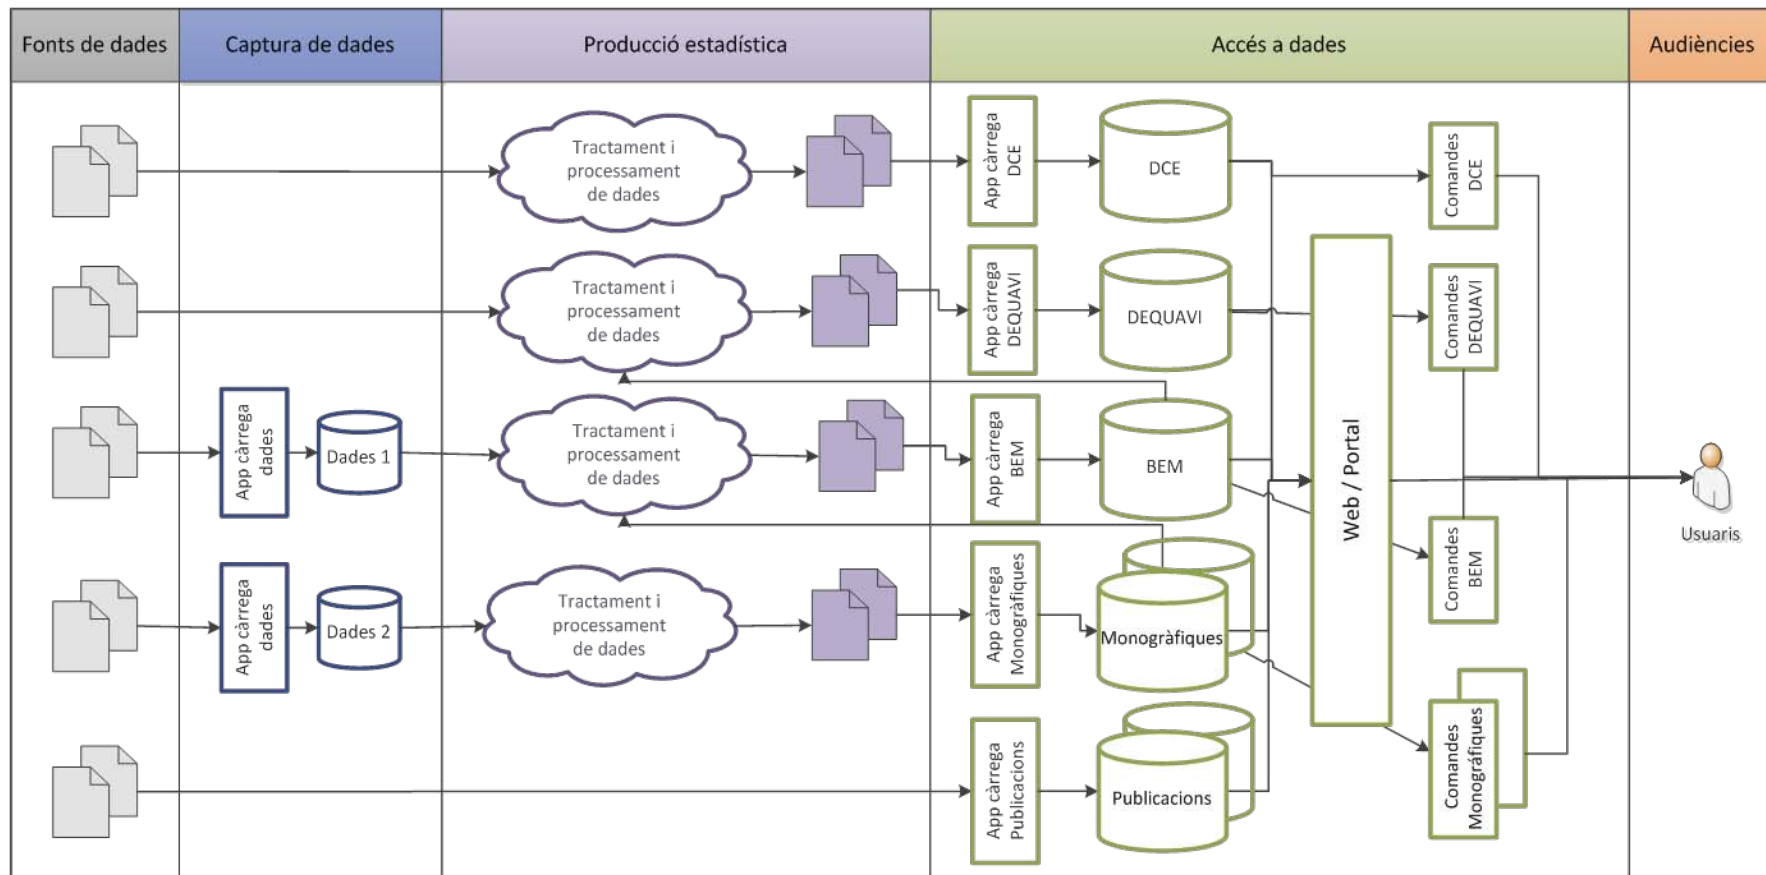 Fonts de dades
Captura de dades
Producció estadística
Accés a dades
Audiències
Tractament i
processament
de dades
App càrrega
DCE
DCE
Comandes
DCE
Tractament i
processament
de dades
App càrrega
DEQUAVI
DEQUAVI
Comandes
DEQUAVI
App càrrega
dades
Dades 1
Tractament i
processament
de dades
App càrrega
BEM
BEM
Web / Portal
Comandes
BEM
Usuaris
App càrrega
dades
Dades 2
Tractament i
processament
de dades
App càrrega
Monogràfiques
Monogràfiques
Comandes
Monográfiques
App càrrega
Publicacions
Publicacions